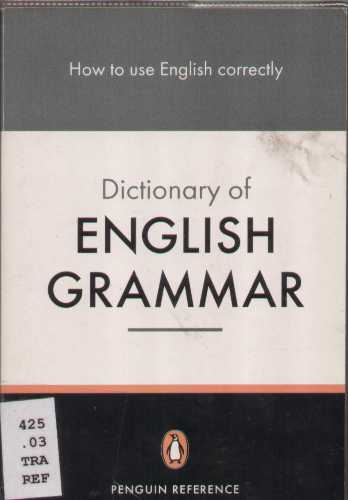 How to use English correctly
Dictionary of
ENGLISH
GRAMMAR
425
.03
TRA
REF
PENGUIN REFERENCE